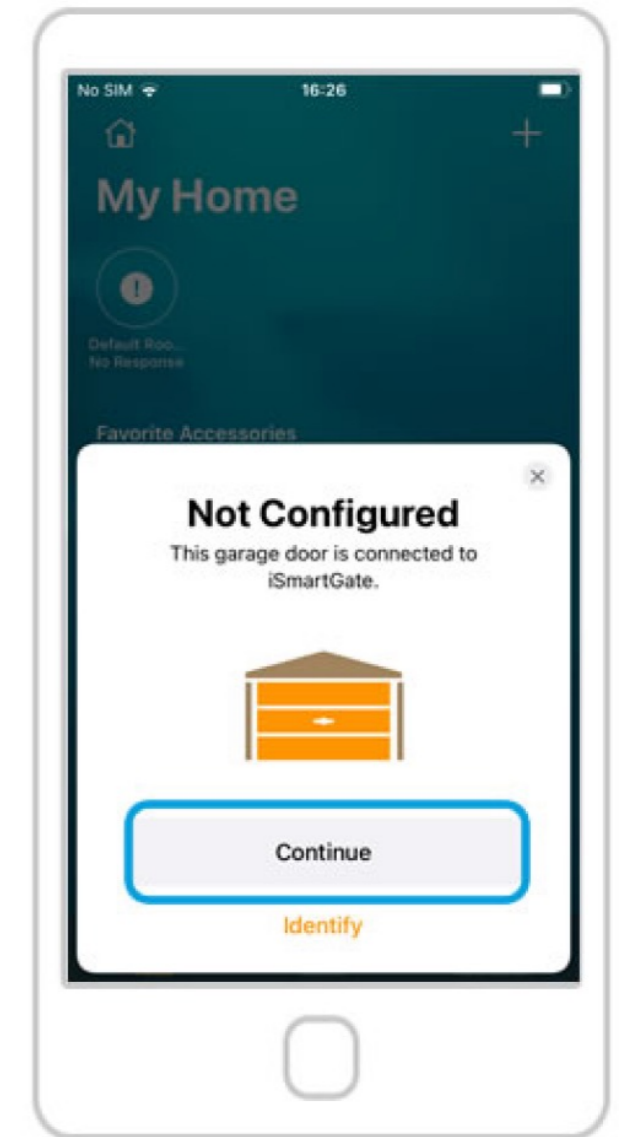 No SIM 16:26
My Home
Default Roo...
No Response
Favorite Accessories
Not Configured
This garage door is connected to
iSmartGate.
Continue
Identify